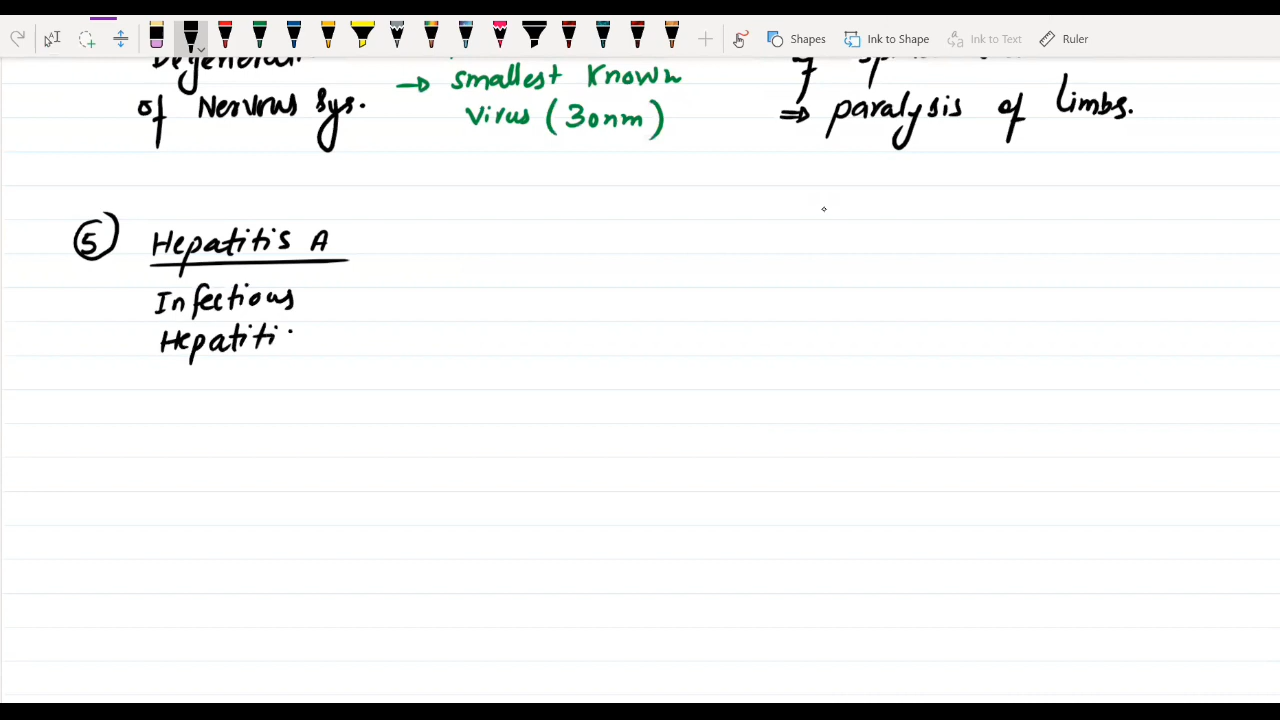 Shapes
Ink to Shape
Ink to Text
Ruler
of Nervous Sys.
→ smallest known
virus (30nm)
⇒ paralysis of limbs.
5 Hepatitis A
Infectious
Hepatiti